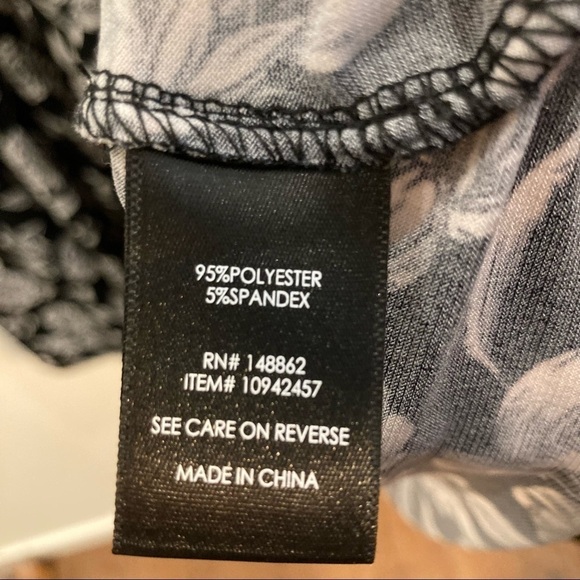 95%POLYESTER
5%SPANDEX
RN# 148862
ITEM# 10942457
SEE CARE ON REVERSE
MADE IN CHINA